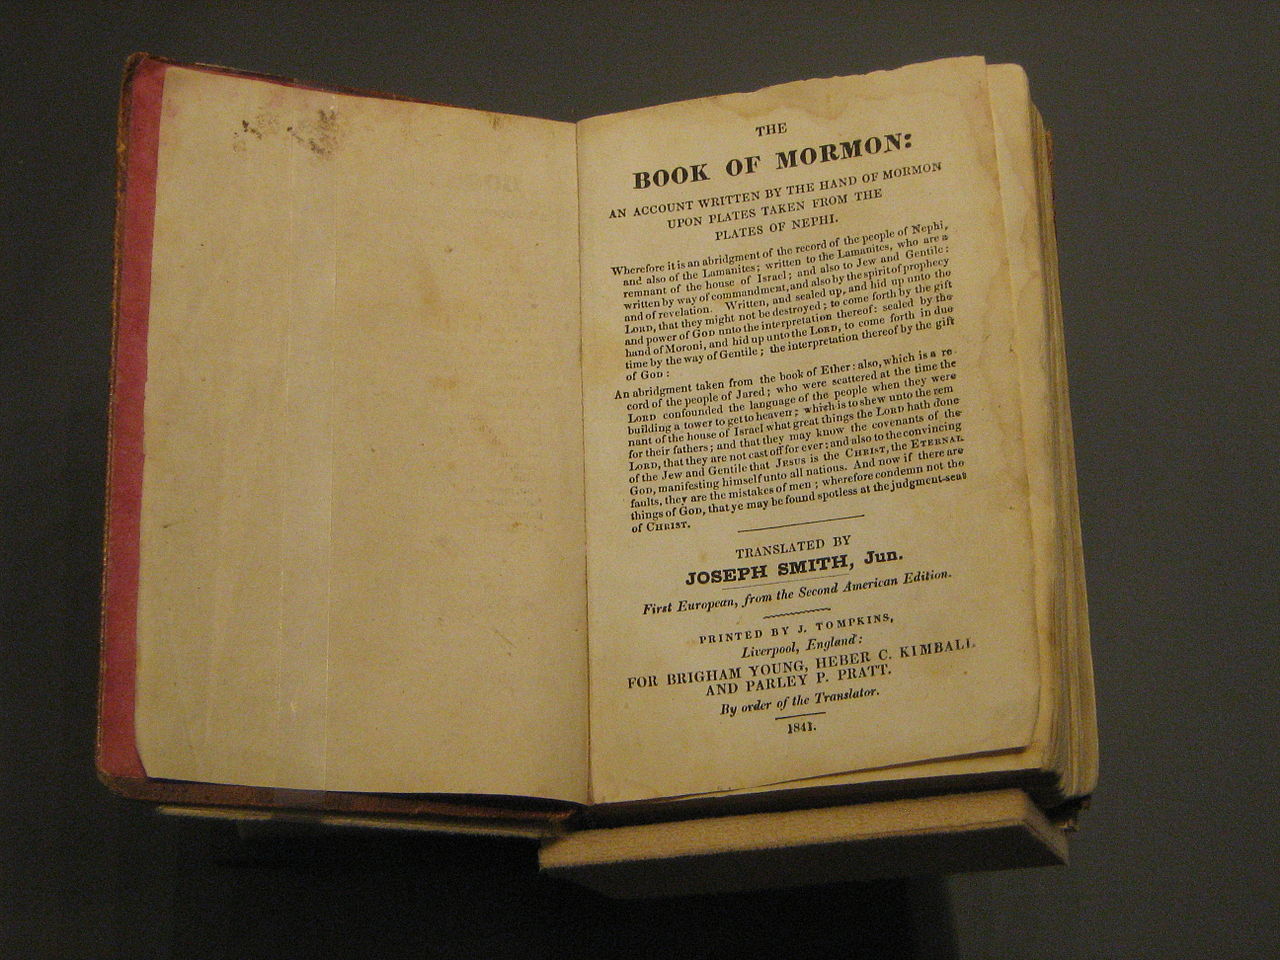 THE
BOOK OF MORMON:
AN ACCOUNT WRITTEN BY THE HAND OF MORMON
UPON PLATES TAKEN FROM THE
PLATES OF NEPHI.
Wherefore it is an abridgment of the record of the people of Nephi,
and also of the Lamanites; written to the Lamanites, who are a
remnant of the house of Israel; and also to Jew and Gentile:
written by way of commandment, and also by the spirit of prophecy
and of revelation. Written, and sealed up, and hid up unto the
LORD, that they might not be destroyed; to come forth by the gift
and power of GOD unto the interpretation thereof: sealed by the
hand of Moroni, and hid up unto the LORD, to come forth in due
time by the way of Gentile; the interpretation thereof by the gift
of GOD:
An abridgment taken from the book of Ether: also, which is a re
cord of the people of Jared; who were scattered at the time the
LORD confounded the language of the people when they were
building a tower to get to heaven; which is to shew unto the rem
nant of the house of Israel what great things the LORD hath done
for their fathers; and that they may know the covenants of the
LORD, that they are not cast off for ever; and also to the convincing
of the Jew and Gentile that JESUS is the CHRIST, the ETERNAL
GOD, manifesting himself unto all nations. And now if there are
faults, they are the mistakes of men; wherefore condemn not the
things of GOD, that ye may be found spotless at the judgment-seat
of CHRIST.
TRANSLATED BY
JOSEPH SMITH, Jun.
First European, from the Second American Edition.
PRINTED BY J. TOMPKINS,
Liverpool, England:
FOR BRIGHAM YOUNG, HEBER C. KIMBALL
AND PARLEY P. PRATT.
By order of the Translator.
1841.